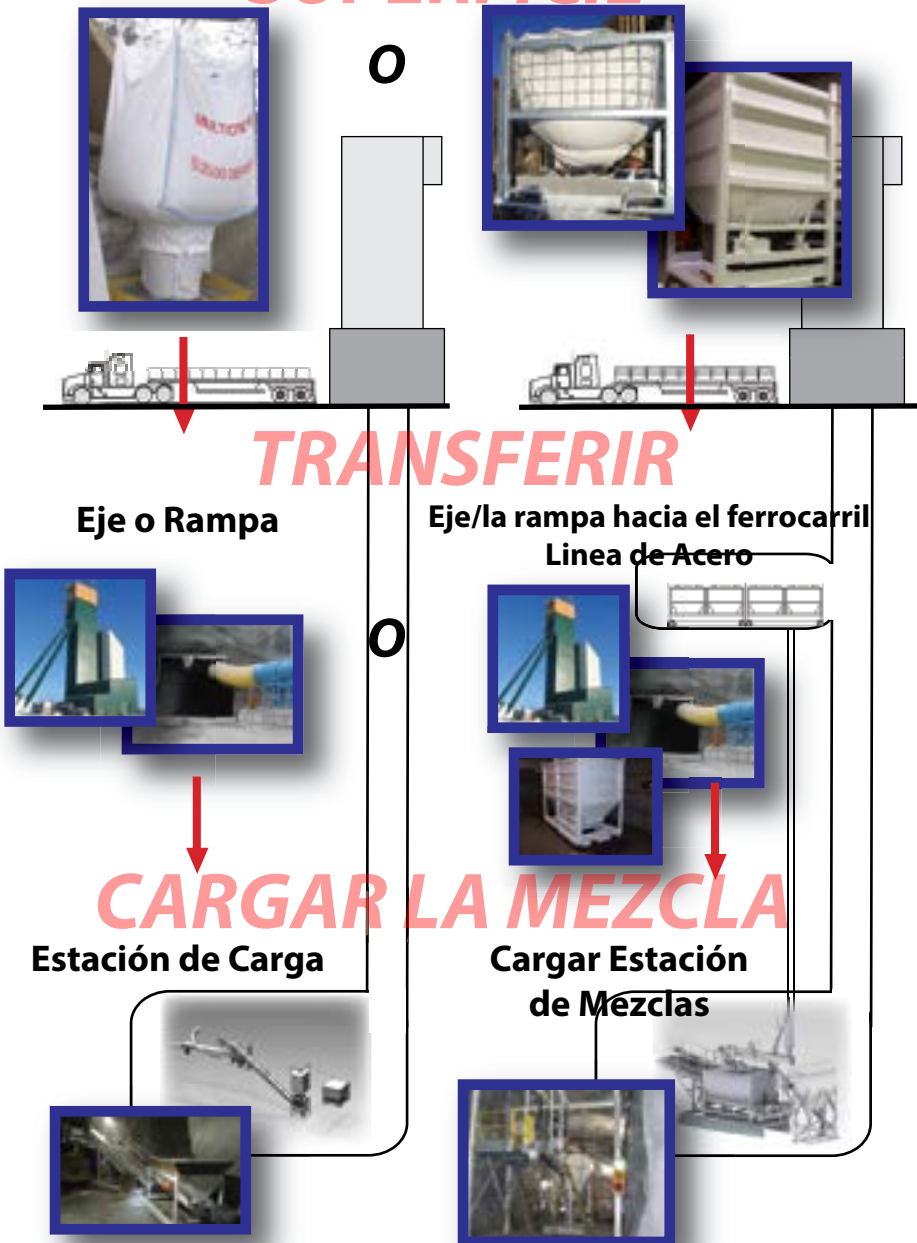 O
TRANSFERIR
Eje o Rampa
Eje/la rampa hacia el ferrocarril
Linea de Acero
O
CARGAR LA MEZCLA
Estación de Carga
Cargar Estación
de Mezclas